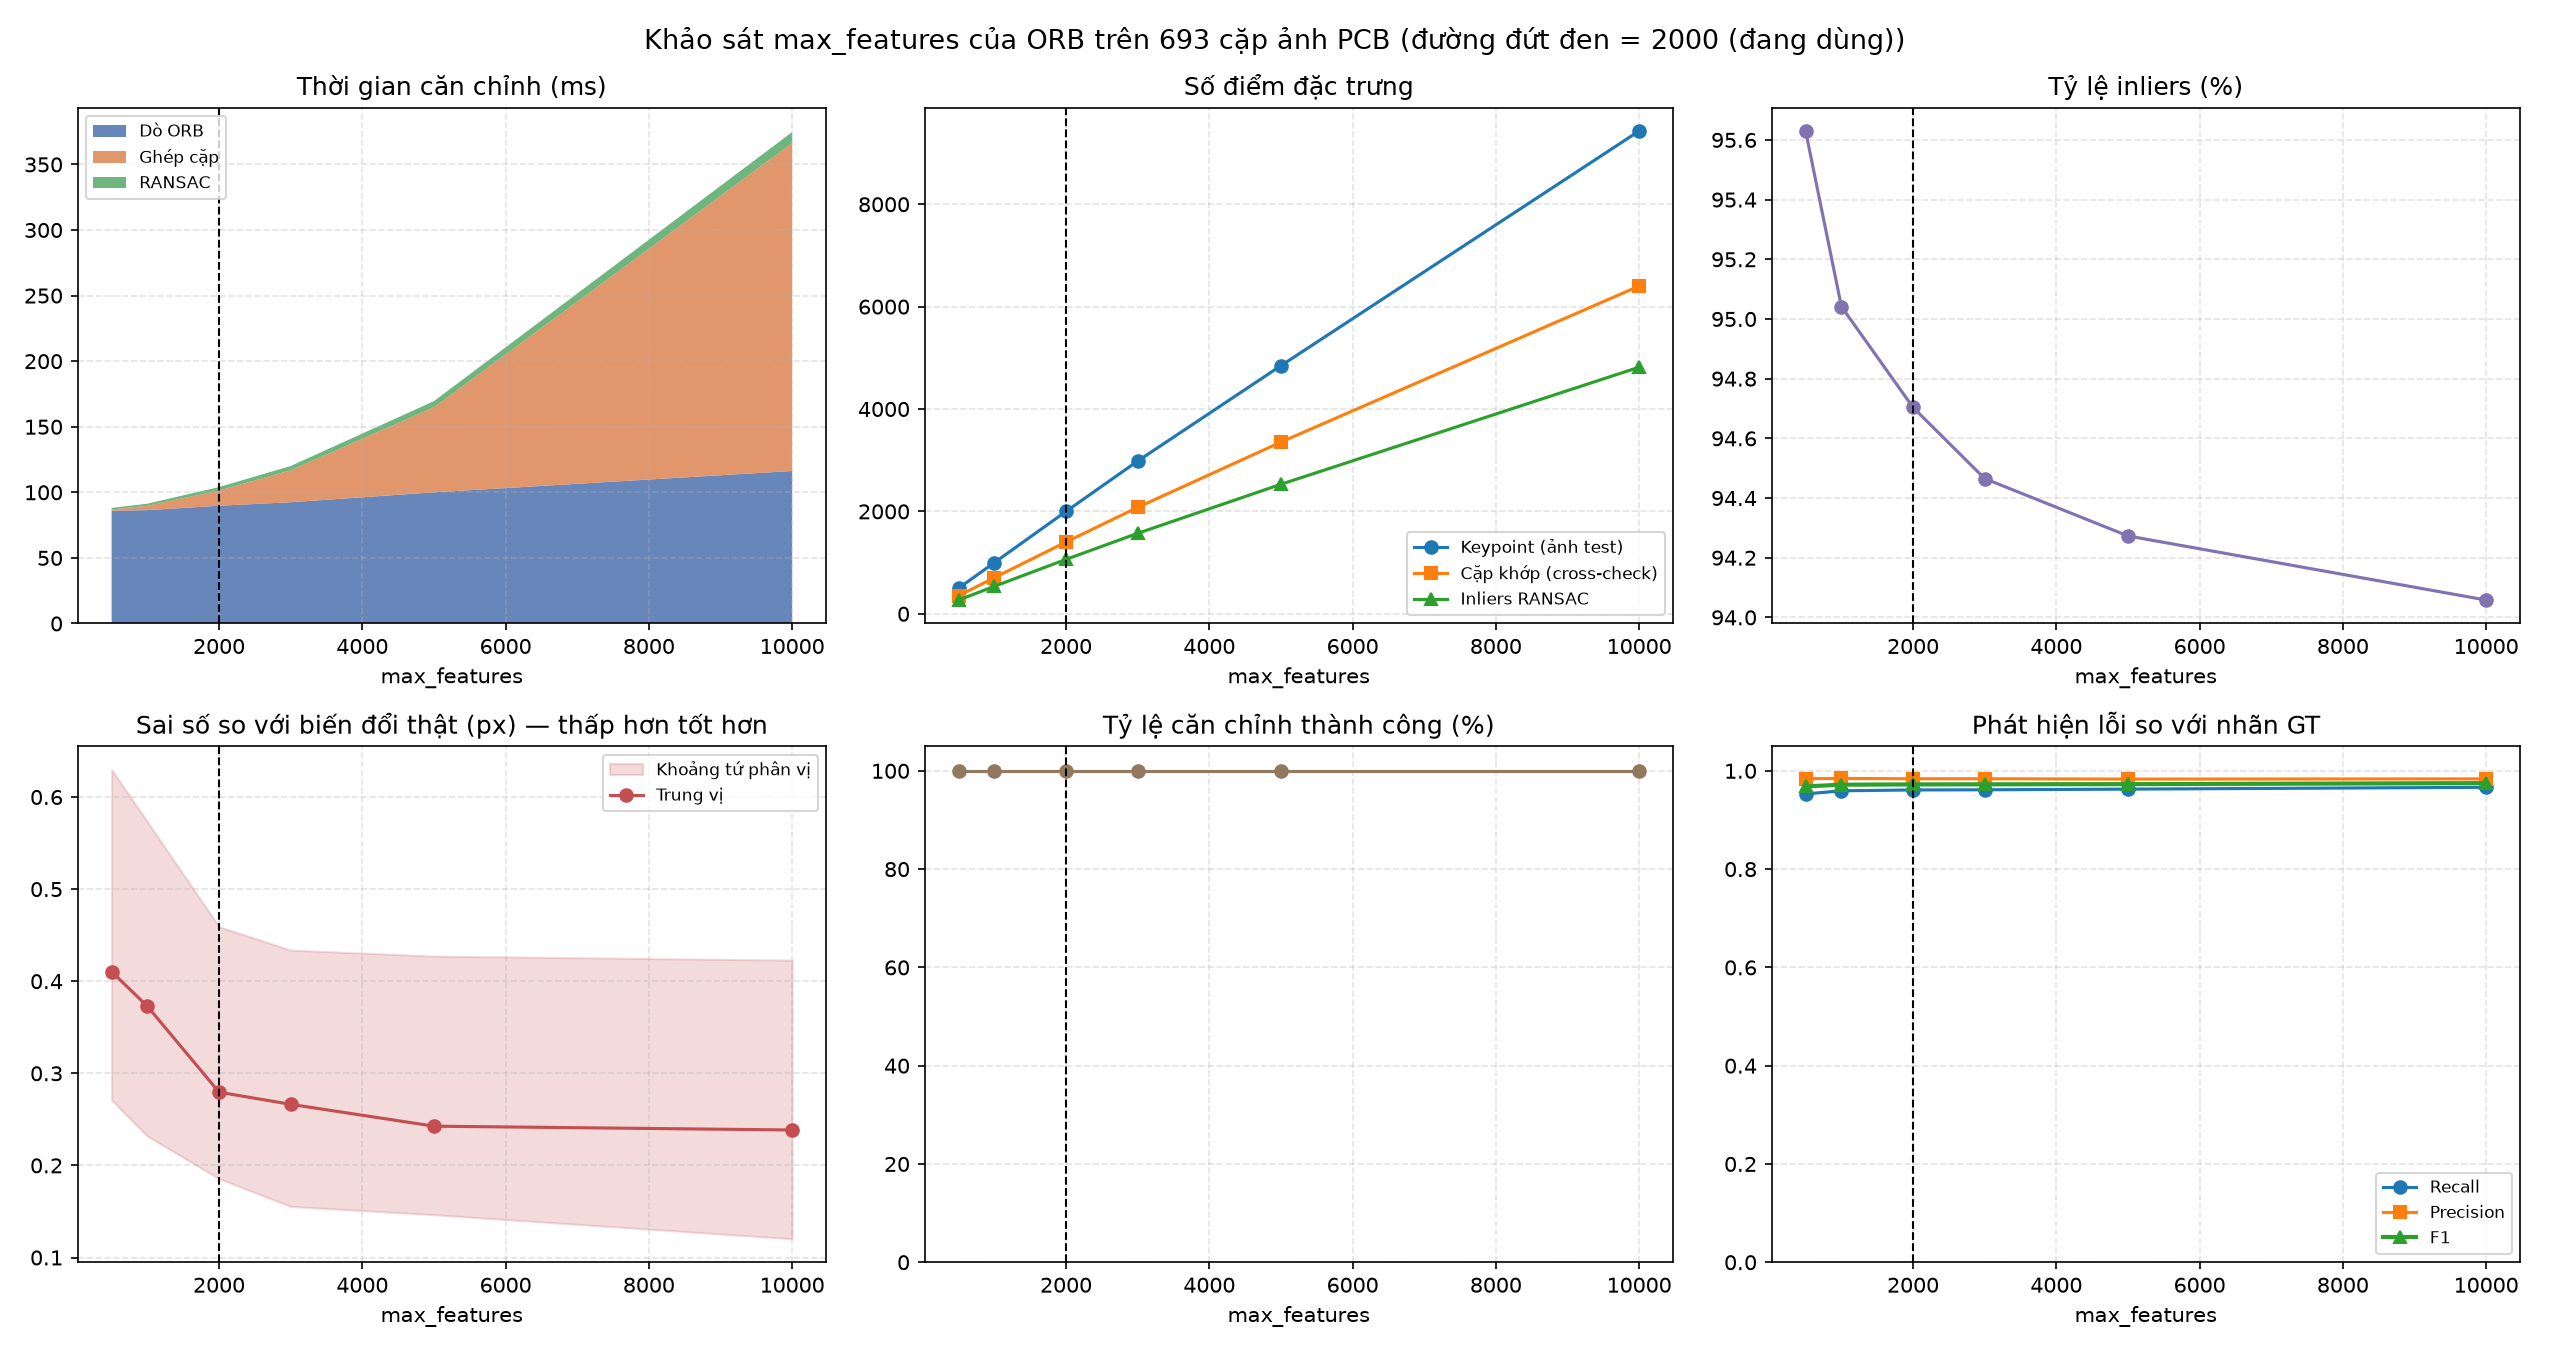 Khảo sát max_features của ORB trên 693 cặp ảnh PCB (đường đứt đen = 2000 (đang dùng))
Thời gian căn chỉnh (ms)
Dò ORB
Ghép cặp
RANSAC
350
300
250
200
150
100
50
0
2000 4000 6000 8000 10000
max_features
Số điểm đặc trưng
8000
6000
4000
2000
0
Keypoint (ảnh test)
Cặp khớp (cross-check)
Inliers RANSAC
2000 4000 6000 8000 10000
max_features
Tỷ lệ inliers (%)
95.6
95.4
95.2
95.0
94.8
94.6
94.4
94.2
94.0
2000 4000 6000 8000 10000
max_features
Sai số so với biến đổi thật (px) — thấp hơn tốt hơn
Khoảng tứ phân vị
Trung vị
0.6
0.5
0.4
0.3
0.2
0.1
2000 4000 6000 8000 10000
max_features
Tỷ lệ căn chỉnh thành công (%)
100
80
60
40
20
0
2000 4000 6000 8000 10000
max_features
Phát hiện lỗi so với nhãn GT
1.0
0.8
0.6
0.4
0.2
0.0
Recall
Precision
F1
2000 4000 6000 8000 10000
max_features